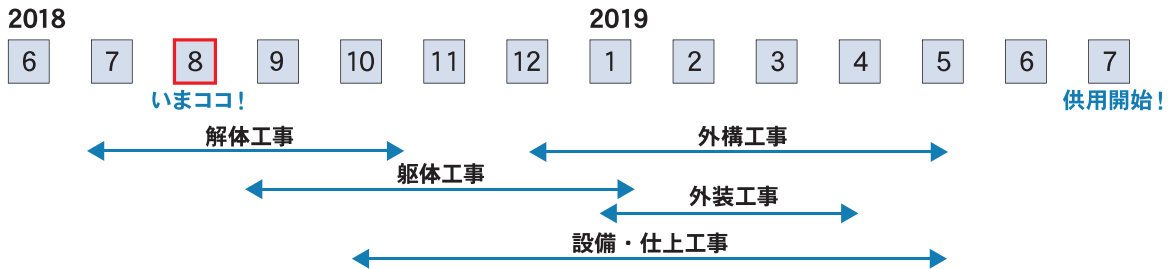 2018 2019
6 7 8 9 10 11 12 1 2 3 4 5 6 7
いまココ! 供用開始!
解体工事 外構工事
躯体工事
外装工事
設備・仕上工事